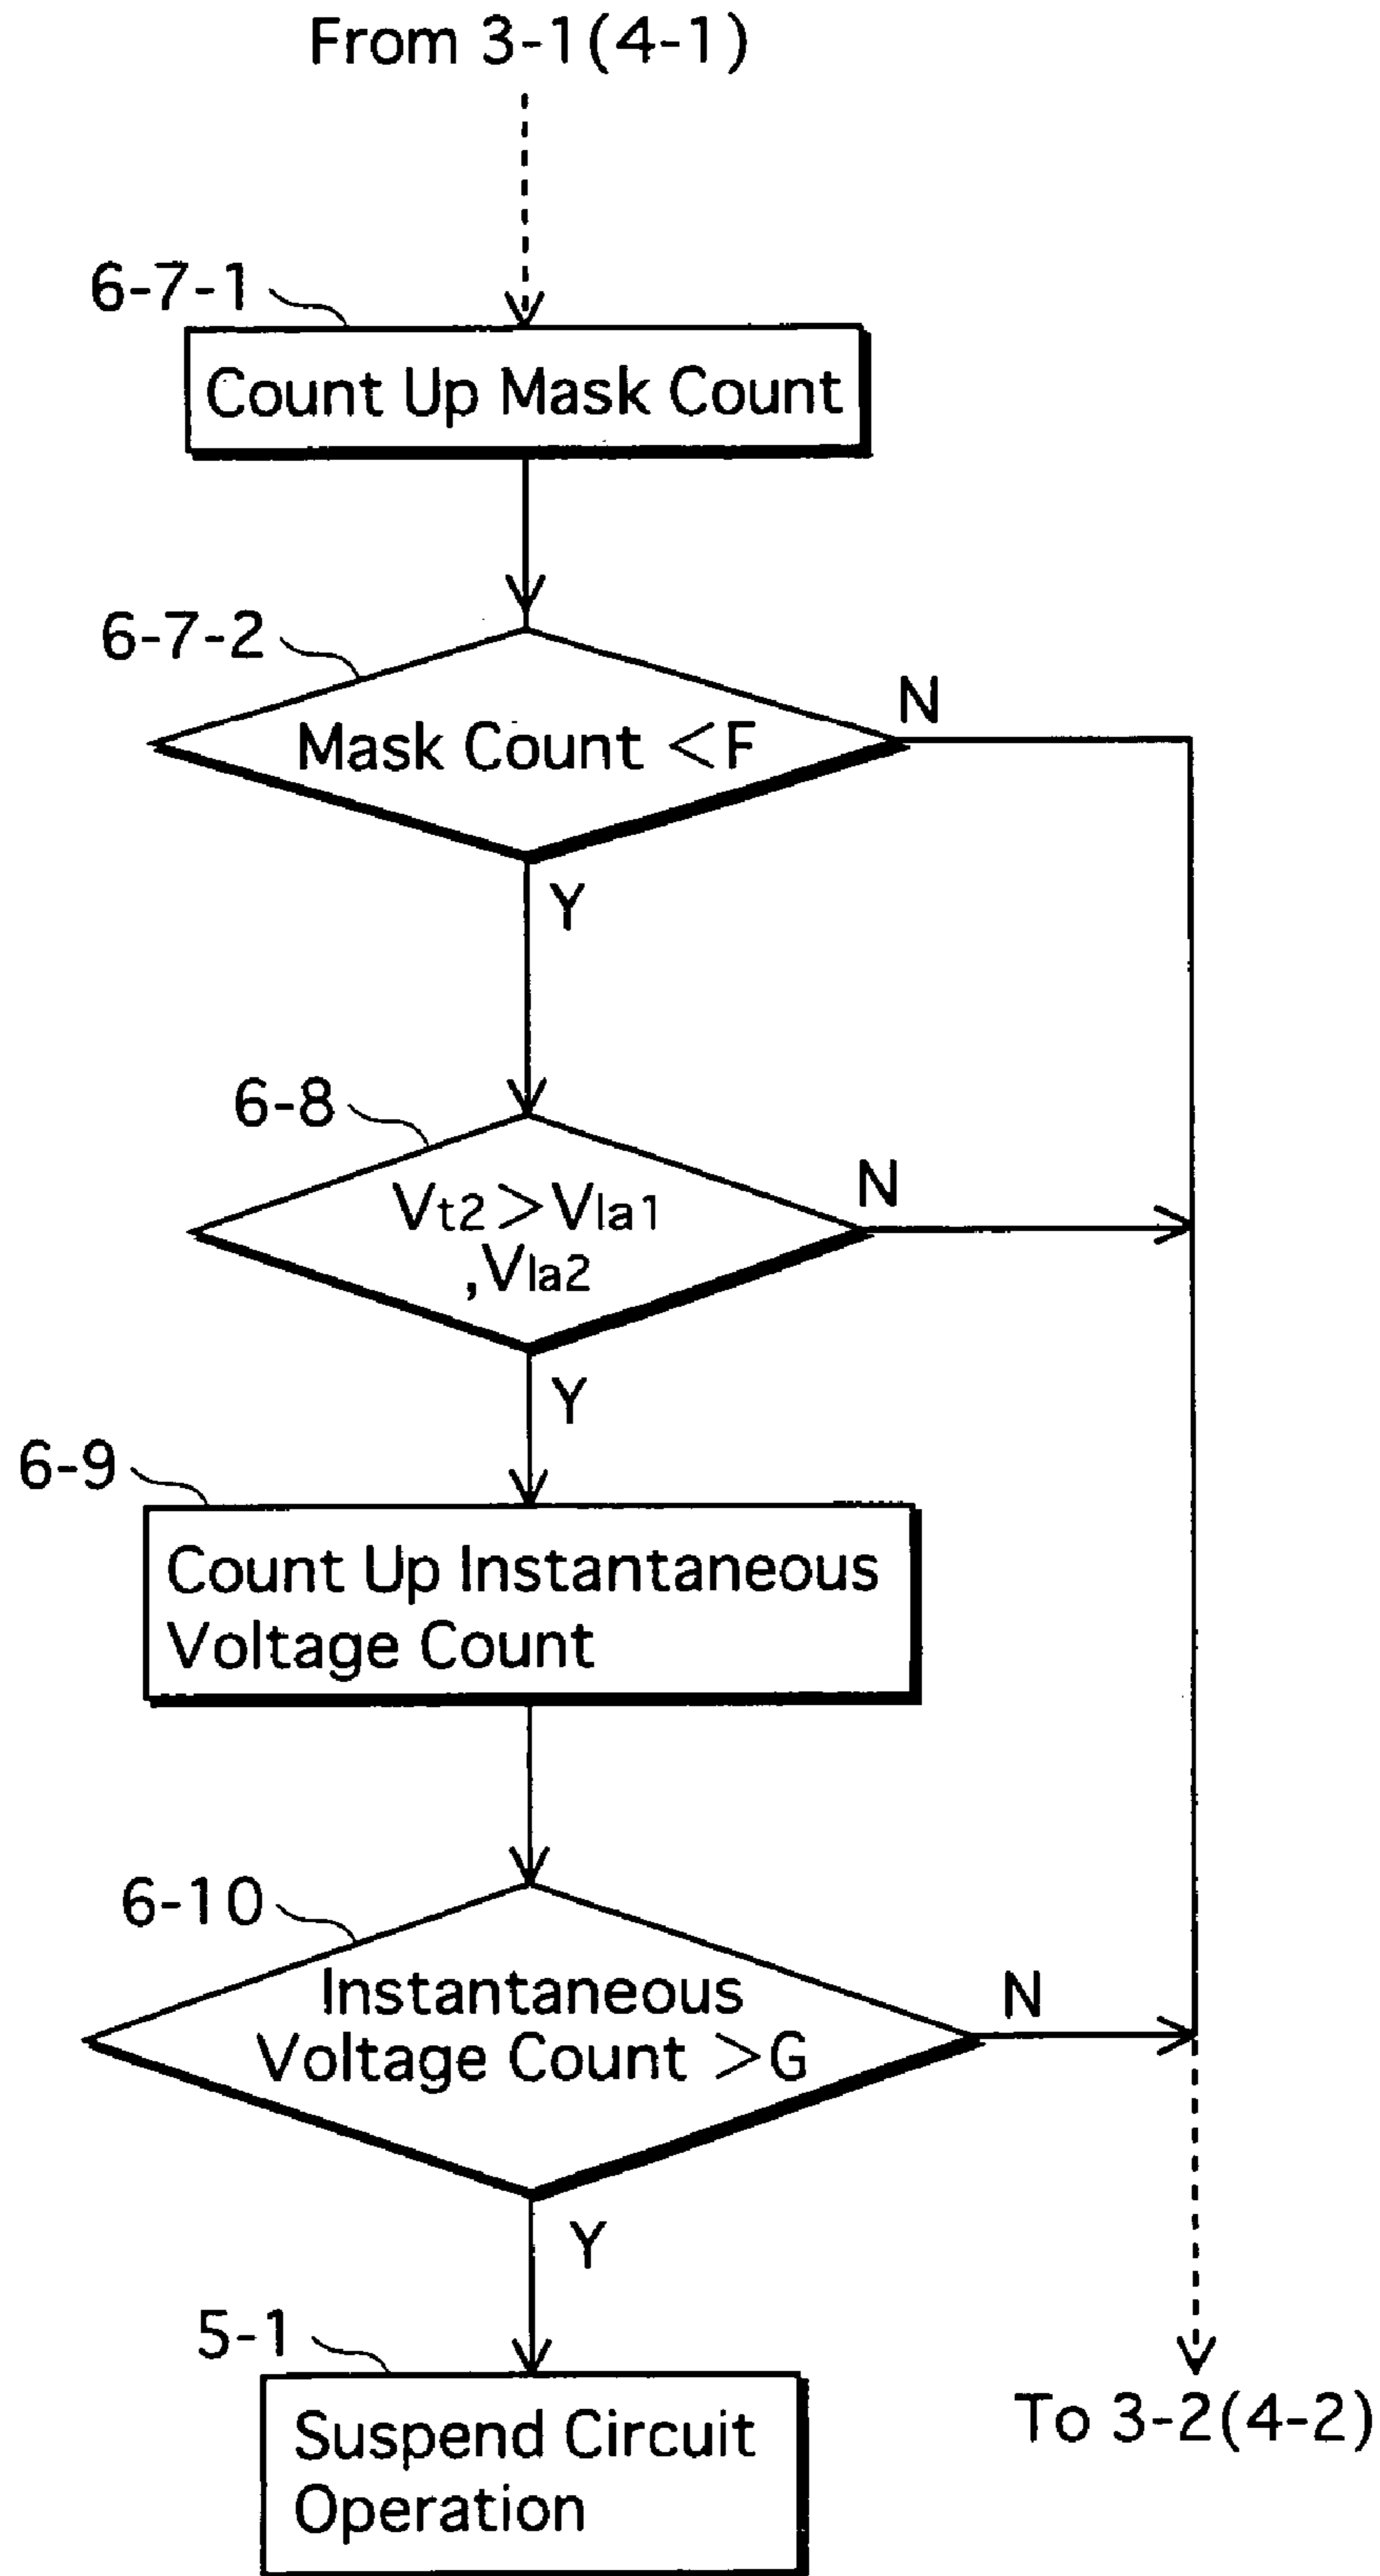 From 3-1(4-1)
6-7-1
Count Up Mask Count
6-7-2
Mask Count <F
N
Y
6-8
Vt2>Vla1
,Vla2
N
Y
6-9
Count Up Instantaneous
Voltage Count
6-10
Instantaneous
Voltage Count >G
N
Y
5-1
Suspend Circuit
Operation
To 3-2(4-2)